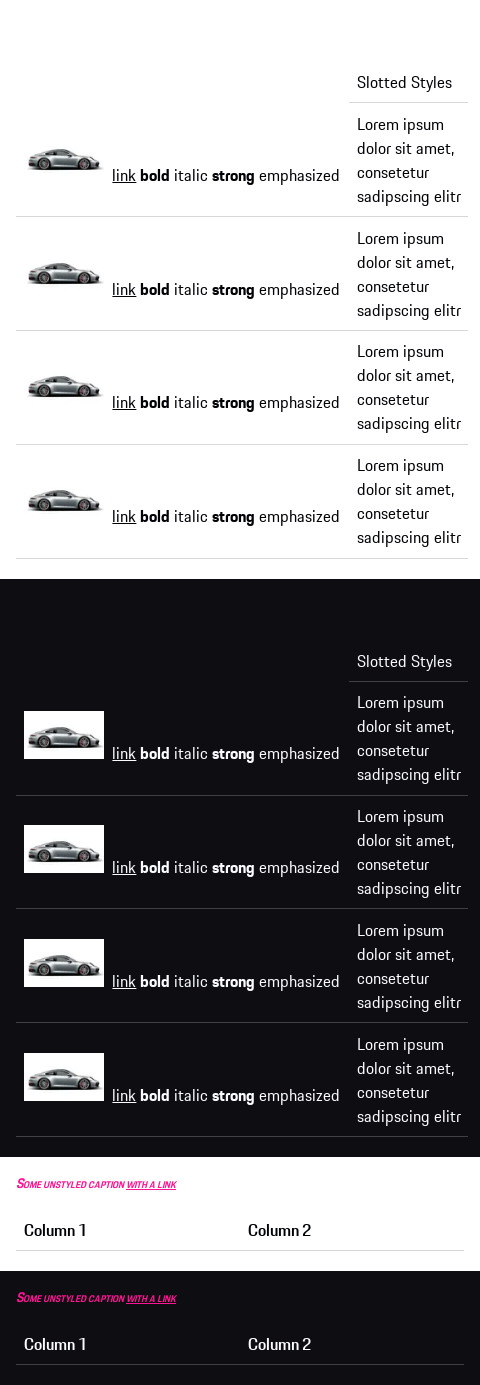 Slotted Styles
Lorem ipsum
dolor sit amet,
consetetur
link bold italic strong emphasized
sadipscing elitr
Lorem ipsum
dolor sit amet,
consetetur
link bold italic strong emphasized
sadipscing elitr
Lorem ipsum
dolor sit amet,
consetetur
link bold italic strong emphasized
sadipscing elitr
Lorem ipsum
dolor sit amet,
consetetur
link bold italic strong emphasized
sadipscing elitr
Slotted Styles
Lorem ipsum
dolor sit amet,
consetetur
link bold italic strong emphasized
sadipscing elitr
Lorem ipsum
dolor sit amet,
consetetur
link bold italic strong emphasized
sadipscing elitr
Lorem ipsum
dolor sit amet,
consetetur
link bold italic strong emphasized
sadipscing elitr
Lorem ipsum
dolor sit amet,
consetetur
link bold italic strong emphasized
sadipscing elitr
Some unstyled caption with a link
Column 1 Column 2
Some unstyled caption with a link
Column 1 Column 2